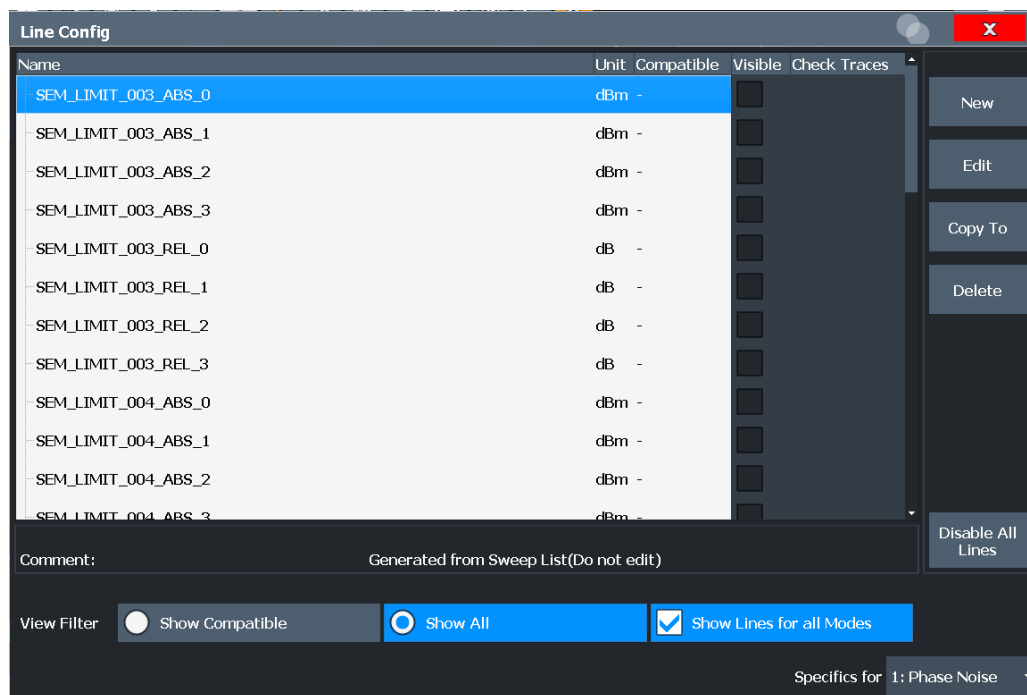 Line Config
X
Name Unit Compatible Visible Check Traces
SEM_LIMIT_003_ABS_0 dBm -
SEM_LIMIT_003_ABS_1 dBm -
SEM_LIMIT_003_ABS_2 dBm -
SEM_LIMIT_003_ABS_3 dBm -
SEM_LIMIT_003_REL_0 dB -
SEM_LIMIT_003_REL_1 dB -
SEM_LIMIT_003_REL_2 dB -
SEM_LIMIT_003_REL_3 dB -
SEM_LIMIT_004_ABS_0 dBm -
SEM_LIMIT_004_ABS_1 dBm -
SEM_LIMIT_004_ABS_2 dBm -
SEM_LIMIT_004_ABS_3 dBm -
New
Edit
Copy To
Delete
Disable All
Lines
Comment: Generated from Sweep List(Do not edit)
View Filter Show Compatible Show All Show Lines for all Modes
Specifics for 1: Phase Noise